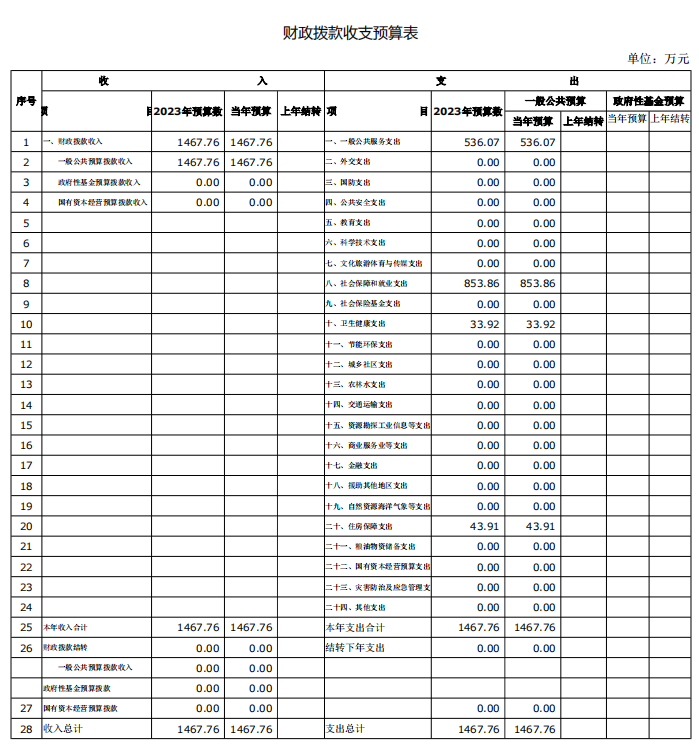 财政拨款收支预算表
单位：万元
序号 收 入 支 出
项 目 2023年预算数 当年预算 上年结转 项 目 2023年预算数 一般公共预算 政府性基金预算
当年预算 上年结转 当年预算 上年结转
1 一、财政拨款收入 1467.76 1467.76 一、一般公共服务支出 536.07 536.07
2 一般公共预算拨款收入 1467.76 1467.76 二、外交支出 0.00 0.00
3 政府性基金预算拨款收入 0.00 0.00 三、国防支出 0.00 0.00
4 国有资本经营预算拨款收入 0.00 0.00 四、公共安全支出 0.00 0.00
5 五、教育支出 0.00 0.00
6 六、科学技术支出 0.00 0.00
7 七、文化旅游体育与传媒支出 0.00 0.00
8 八、社会保障和就业支出 853.86 853.86
9 九、社会保险基金支出 0.00 0.00
10 十、卫生健康支出 33.92 33.92
11 十一、节能环保支出 0.00 0.00
12 十二、城乡社区支出 0.00 0.00
13 十三、农林水支出 0.00 0.00
14 十四、交通运输支出 0.00 0.00
15 十五、资源勘探工业信息等支出 0.00 0.00
16 十六、商业服务业等支出 0.00 0.00
17 十七、金融支出 0.00 0.00
18 十八、援助其他地区支出 0.00 0.00
19 十九、自然资源海洋气象等支出 0.00 0.00
20 二十、住房保障支出 43.91 43.91
21 二十一、粮油物资储备支出 0.00 0.00
22 二十二、国有资本经营预算支出 0.00 0.00
23 二十三、灾害防治及应急管理支 0.00 0.00
24 二十四、其他支出 0.00 0.00
25 本年收入合计 1467.76 1467.76 本年支出合计 1467.76 1467.76
26 财政拨款结转 0.00 0.00 结转下年支出 0.00 0.00
一般公共预算拨款收入 0.00 0.00
政府性基金预算拨款 0.00 0.00
27 国有资本经营预算拨款 0.00 0.00 0.00 0.00
28 收入总计 1467.76 1467.76 支出总计 1467.76 1467.76